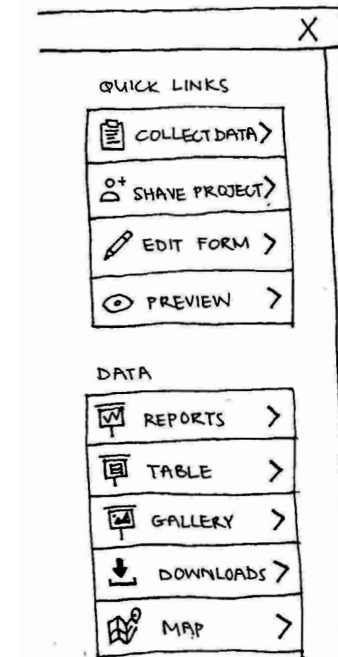 X
QUICK LINKS
COLLECT DATA >
SHAVE PROJECT >
EDIT FORM >
PREVIEW >
DATA
REPORTS >
TABLE >
GALLERY >
DOWNLOADS >
MAP >